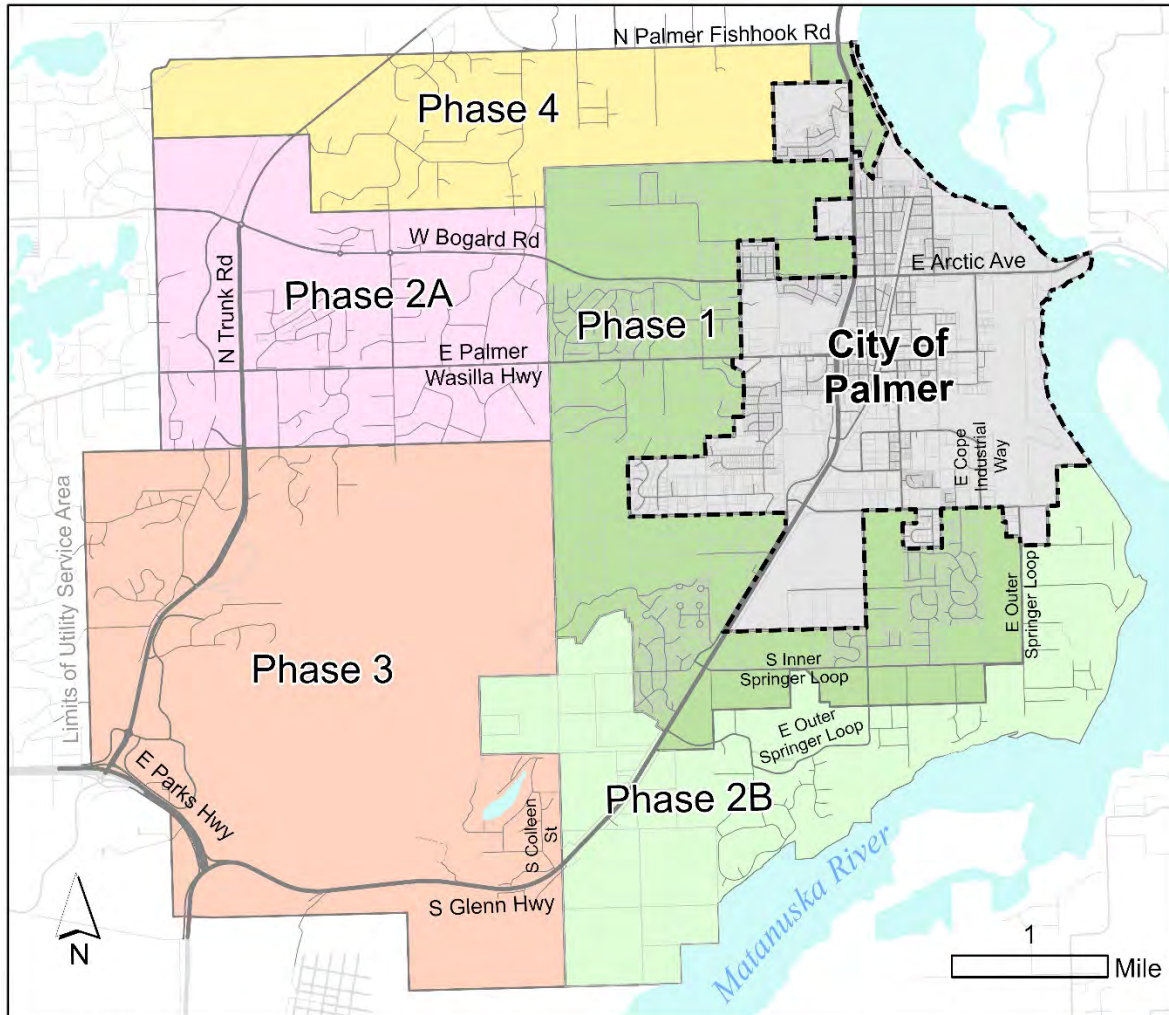 N Palmer Fishhook Rd
Phase 4
W Bogard Rd
E Arctic Ave
N Trunk Rd
Phase 2A
Phase 1
City of
Palmer
E Palmer
Wasilla Hwy
E Cope
Industrial
Way
Limits of Utility Service Area
E Outer
Springer Loop
Phase 3
S Inner
Springer Loop
E Outer
Springer Loop
E Parks Hwy
Phase 2B
S Colleen
St
S Glenn Hwy
Matanuska River
N
1
Mile